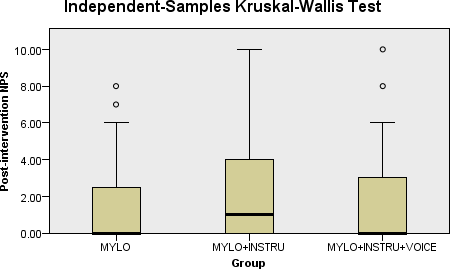 Independent-Samples Kruskal-Wallis Test
Post-intervention NPS
10.00
8.00
6.00
4.00
2.00
0.00
MYLO
MYLO+INSTRU
MYLO+INSTRU+VOICE
Group